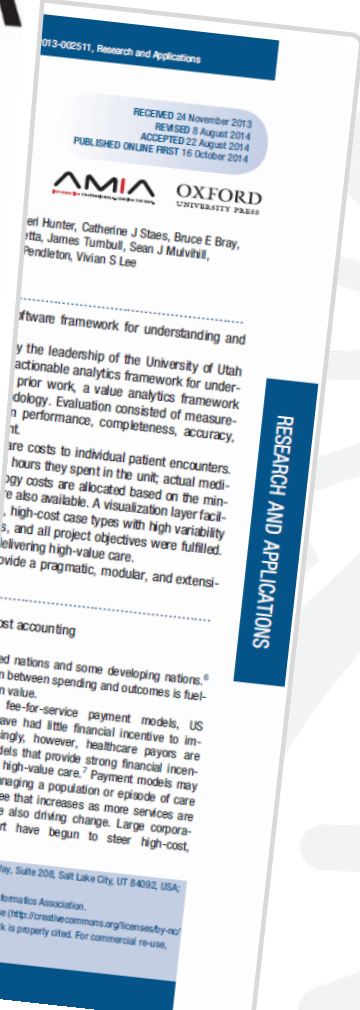 013-002511, Research and Applications
RECEIVED 24 November 2013
REVISED 8 August 2014
ACCEPTED 22 August 2014
PUBLISHED ONLINE FIRST 16 October 2014
AMIA
OXFORD
UNIVERSITY PRESS
eri Hunter, Catherine J Staes, Bruce E Bray,
etta, James Turnbull, Sean J Mulvihill,
Pendleton, Vivian S Lee
oftware framework for understanding and
y the leadership of the University of Utah
actionable analytics framework for under-
prior work, a value analytics framework
dology. Evaluation consisted of measure-
n performance, completeness, accuracy,
nt.
are costs to individual patient encounters.
hours they spent in the unit; actual medi-
ogy costs are allocated based on the min-
re also available. A visualization layer facil-
, high-cost case types with high variability
s, and all project objectives were fulfilled.
delivering high-value care.
ovide a pragmatic, modular, and extensi-
RESEARCH AND APPLICATIONS
ost accounting
ed nations and some developing nations.6
n between spending and outcomes is fuel-
n value.
fee-for-service payment models, US
ave had little financial incentive to im-
singly, however, healthcare payors are
dels that provide strong financial incen-
high-value care.7 Payment models may
anaging a population or episode of care
ee that increases as more services are
e also driving change. Large corpora-
rt have begun to steer high-cost,
ay, Suite 208, Salt Lake City, UT 84092, USA;
formatics Association.
se (http://creativecommons.org/licenses/by-nc/
k is properly cited. For commercial re-use,